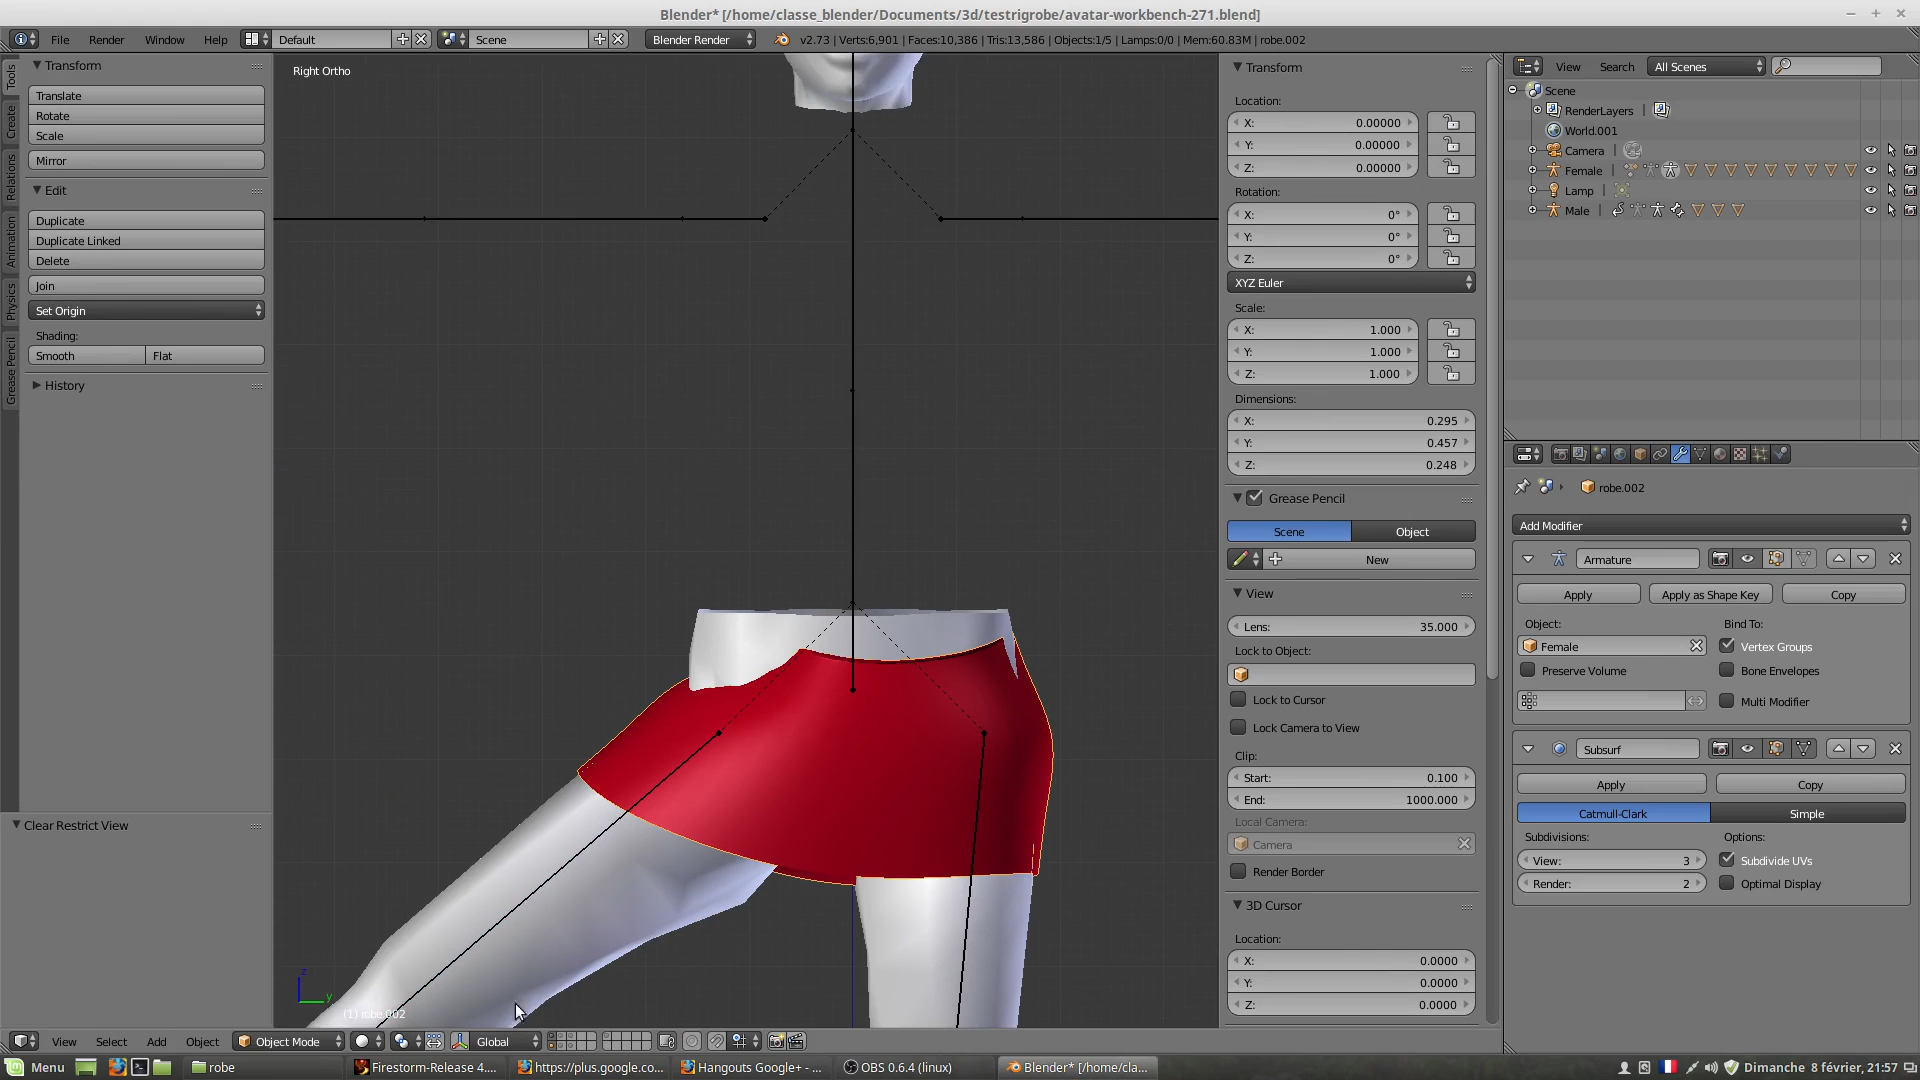 Blender* [/home/classe_blender/Documents/3d/testrigrobe/avatar-workbench-271.blend]
File Render Window Help Default Scene Blender Render v2.73 | Verts:6,901 | Faces:10,386 | Tris:13,586 | Objects:1/5 | Lamps:0/0 | Mem:60.83M | robe.002
Tools
Create
Relations
Animation
Physics
Grease Pencil
Transform
Translate
Rotate
Scale
Mirror
Edit
Duplicate
Duplicate Linked
Delete
Join
Set Origin
Shading:
Smooth Flat
History
Clear Restrict View
Right Ortho
z
y
(1) robe.002
Transform
Location:
X: 0.00000
Y: 0.00000
Z: 0.00000
Rotation:
X: 0°
Y: 0°
Z: 0°
XYZ Euler
Scale:
X: 1.000
Y: 1.000
Z: 1.000
Dimensions:
X: 0.295
Y: 0.457
Z: 0.248
Grease Pencil
Scene Object
New
View
Lens: 35.000
Lock to Object:
Lock to Cursor
Lock Camera to View
Clip:
Start: 0.100
End: 1000.000
Local Camera:
Camera
Render Border
3D Cursor
Location:
X: 0.0000
Y: 0.0000
Z: 0.0000
View Search All Scenes
Scene
RenderLayers |
World.001
Camera |
Female |
Lamp |
Male |
robe.002
Add Modifier
Armature
Apply Apply as Shape Key Copy
Object: Bind To:
Female Vertex Groups
Preserve Volume Bone Envelopes
Multi Modifier
Subsurf
Apply Copy
Catmull-Clark Simple
Subdivisions: Options:
View: 3 Subdivide UVs
Render: 2 Optimal Display
View Select Add Object Object Mode Global
Menu robe Firestorm-Release 4.... https://plus.google.co... Hangouts Google+ - ... OBS 0.6.4 (linux) Blender* [/home/cla... Dimanche 8 février, 21:57